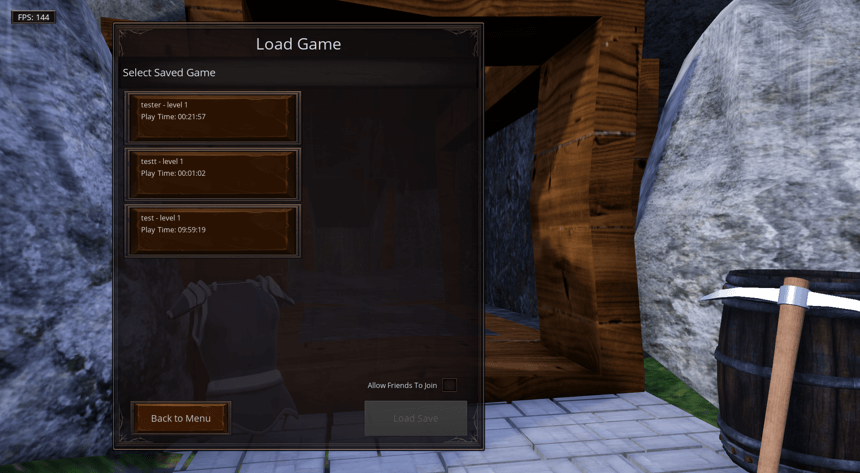 FPS: 144
Load Game
Select Saved Game
tester - level 1
Play Time: 00:21:57
testt - level 1
Play Time: 00:01:02
test - level 1
Play Time: 09:59:19
Allow Friends To Join
Back to Menu
Load Save